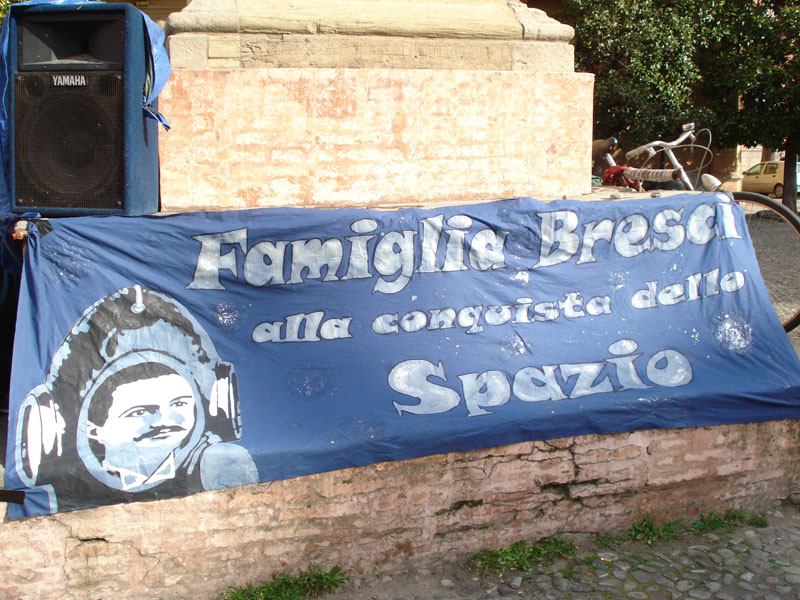 YAMAHA
Famiglia Bresci
alla conquista dello
Spazio